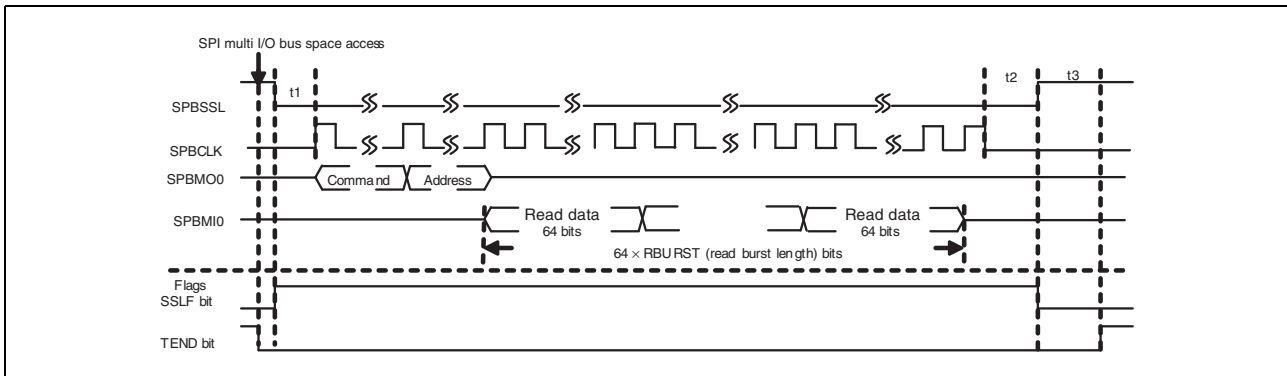 SPI multi I/O bus space access
t1
t2
t3
SPBSSL
SPBCLK
SPBMO0
Command
Address
SPBMI0
Read data
64 bits
Read data
64 bits
64 × RBURST (read burst length) bits
Flags
SSLF bit
TEND bit